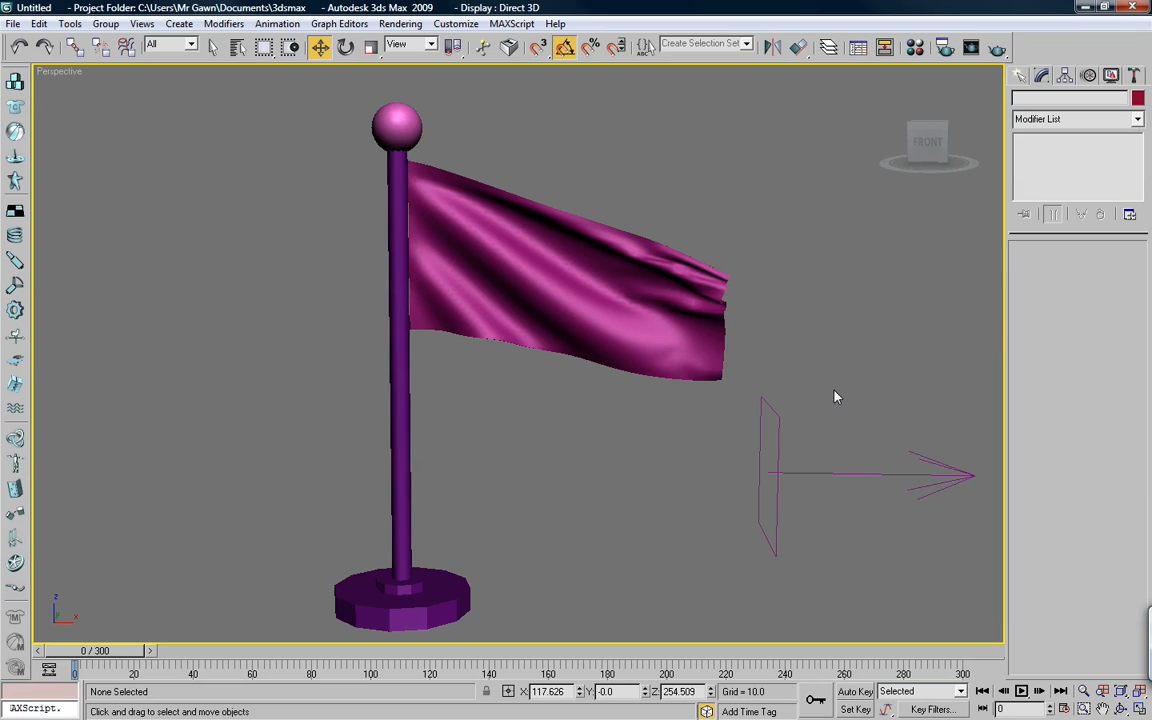 Untitled - Project Folder: C:\Users\Mr Gawn\Documents\3dsmax - Autodesk 3ds Max 2009 - Display : Direct 3D
File Edit Tools Group Views Create Modifiers Animation Graph Editors Rendering Customize MAXScript Help
All View 3 Create Selection Set
Perspective
FRONT
Modifier List
z
x
0 / 300
0 20 40 60 80 100 120 140 160 180 200 220 240 260 280 300
None Selected X: 117.626 Y: -0.0 Z: 254.509 Grid = 10.0 Auto Key Selected
AXScript. Click and drag to select and move objects Add Time Tag Set Key Key Filters... 0